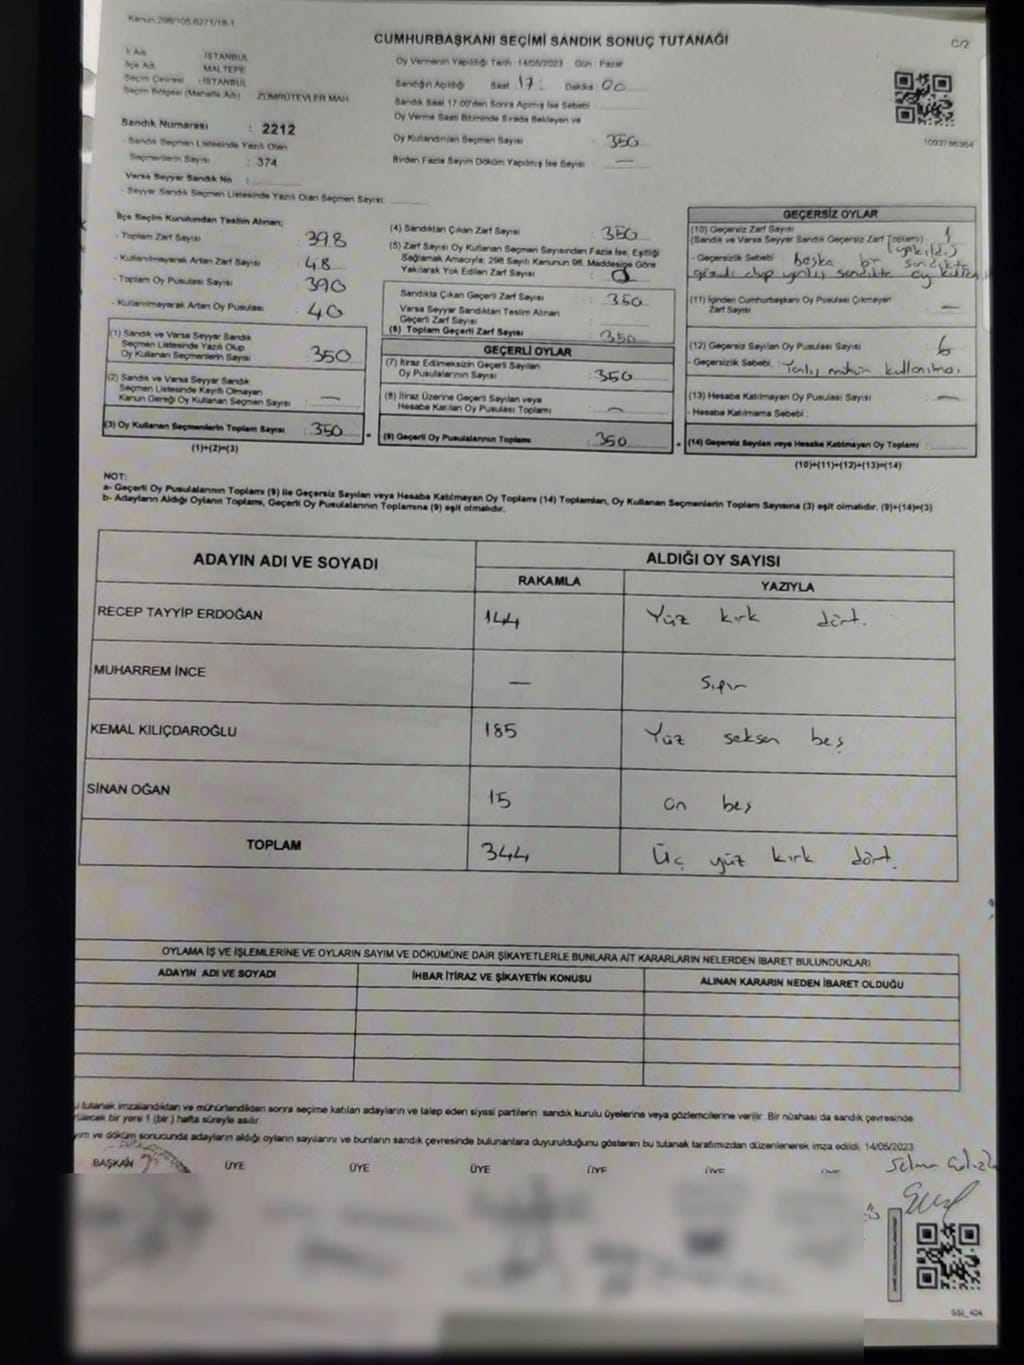 Kanun:298/105,6271/18-1
CUMHURBAŞKANI SEÇİMİ SANDIK SONUÇ TUTANAĞI
C/2
İl Adı : İSTANBUL
İlçe Adı : MALTEPE
Seçim Çevresi : İSTANBUL
Seçim Bölgesi (Mahalle Adı) ZÜMRÜTEVLER MAH.
Sandık Numarası : 2212
- Sandık Seçmen Listesinde Yazılı Olan
Seçmenlerin Sayısı : 374
Varsa Seyyar Sandık No :
- Seyyar Sandık Seçmen Listesinde Yazılı Olan Seçmen Sayısı:
Oy Vermenin Yapıldığı Tarih : 14/05/2023 Gün : Pazar
Sandığın Açıldığı Saat 17: Dakika : 00
Sandık Saat 17.00'den Sonra Açılmış İse Sebebi :
Oy Verme Saati Bitiminde Sırada Bekleyen ve
Oy Kullandırılan Seçmen Sayısı : 350
Birden Fazla Sayım Döküm Yapılmış İse Sayısı : —
1093786364
İlçe Seçim Kurulundan Teslim Alınan;
- Toplam Zarf Sayısı : 398
- Kullanılmayarak Artan Zarf Sayısı : 48
- Toplam Oy Pusulası Sayısı : 390
- Kullanılmayarak Artan Oy Pusulası : 40
(1) Sandık ve Varsa Seyyar Sandık
Seçmen Listesinde Yazılı Olup
Oy Kullanan Seçmenlerin Sayısı : 350
(2) Sandık ve Varsa Seyyar Sandık
Seçmen Listesinde Kayıtlı Olmayan
Kanun Gereği Oy Kullanan Seçmen Sayısı : —
(3) Oy Kullanan Seçmenlerin Toplam Sayısı : 350
(1)+(2)=(3)
(4) Sandıktan Çıkan Zarf Sayısı : 350
(5) Zarf Sayısı Oy Kullanan Seçmen Sayısından Fazla İse, Eşitliği
Sağlamak Amacıyla; 298 Sayılı Kanunun 98. Maddesine Göre
Yakılarak Yok Edilen Zarf Sayısı :
Sandıkta Çıkan Geçerli Zarf Sayısı : 350
Varsa Seyyar Sandıktan Teslim Alınan
Geçerli Zarf Sayısı :
(6) Toplam Geçerli Zarf Sayısı : 350
GEÇERLİ OYLAR
(7) İtiraz Edilmeksizin Geçerli Sayılan
Oy Pusulalarının Sayısı : 350
(8) İtiraz Üzerine Geçerli Sayılan veya
Hesaba Katılan Oy Pusulası Toplamı : —
(9) Geçerli Oy Pusulalarının Toplamı : 350
GEÇERSİZ OYLAR
(10) Geçersiz Zarf Sayısı
(Sandık ve Varsa Seyyar Sandık Geçersiz Zarf Toplamı) : 1
(yakıldı)
- Geçersizlik Sebebi : başka bir sandıkta
olup yanlış sandıkta oy
(11) İçinden Cumhurbaşkanı Oy Pusulası Çıkmayan
Zarf Sayısı : —
(12) Geçersiz Sayılan Oy Pusulası Sayısı : 6
- Geçersizlik Sebebi : Yanlış mühür kullanılması
(13) Hesaba Katılmayan Oy Pusulası Sayısı : —
- Hesaba Katılmama Sebebi :
(14) Geçersiz Sayılan veya Hesaba Katılmayan Oy Toplamı :
(10)+(11)+(12)+(13)=(14)
NOT:
a- Geçerli Oy Pusulalarının Toplamı (9) ile Geçersiz Sayılan veya Hesaba Katılmayan Oy Toplamı (14) Toplamları, Oy Kullanan Seçmenlerin Toplam Sayısına (3) eşit olmalıdır. (9)+(14)=(3)
b- Adayların Aldığı Oyların Toplamı, Geçerli Oy Pusulalarının Toplamına (9) eşit olmalıdır.
ADAYIN ADI VE SOYADI ALDIĞI OY SAYISI
RAKAMLA YAZIYLA
RECEP TAYYİP ERDOĞAN 144 Yüz kırk dört.
MUHARREM İNCE — Sıfır
KEMAL KILIÇDAROĞLU 185 Yüz seksen beş
SİNAN OĞAN 15 on beş
TOPLAM 344 Üç yüz kırk dört.
OYLAMA İŞ VE İŞLEMLERİNE VE OYLARIN SAYIM VE DÖKÜMÜNE DAİR ŞİKAYETLERLE BUNLARA AİT KARARLARIN NELERDEN İBARET BULUNDUKLARI
ADAYIN ADI VE SOYADI İHBAR İTİRAZ VE ŞİKAYETİN KONUSU ALINAN KARARIN NEDEN İBARET OLDUĞU
u tutanak imzalandıktan ve mühürlendikten sonra seçime katılan adayların ve talep eden siyasi partilerin sandık kurulu üyelerine veya gözlemcilerine verilir. Bir nüshası da sandık çevresinde
rülecek bir yere 1 (bir) hafta süreyle asılır.
yım ve döküm sonucunda adayların aldığı oyların sayılarını ve bunların sandık çevresinde bulunanlara duyurulduğunu gösteren bu tutanak tarafımızdan düzenlenerek imza edildi. 14/05/2023
BAŞKAN ÜYE ÜYE ÜYE ÜYE ÜYE ÜYE
SSI_404